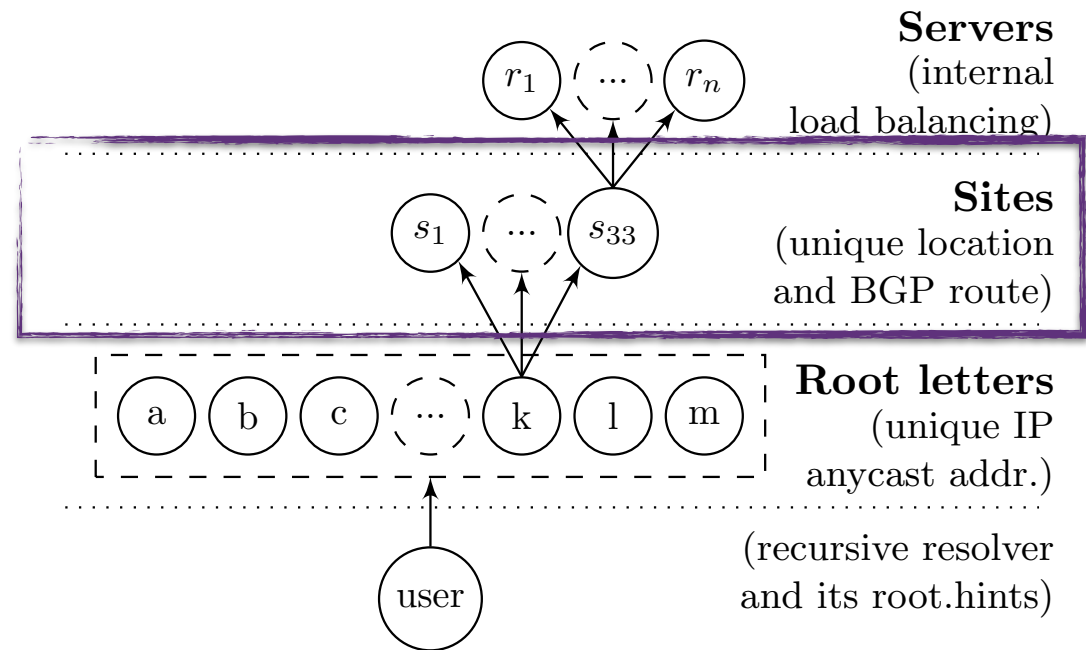 Servers
(internal
load balancing)
r1 ... rn
Sites
(unique location
and BGP route)
s1 ... s33
Root letters
(unique IP
anycast addr.)
a b c ... k l m
(recursive resolver
and its root.hints)
user